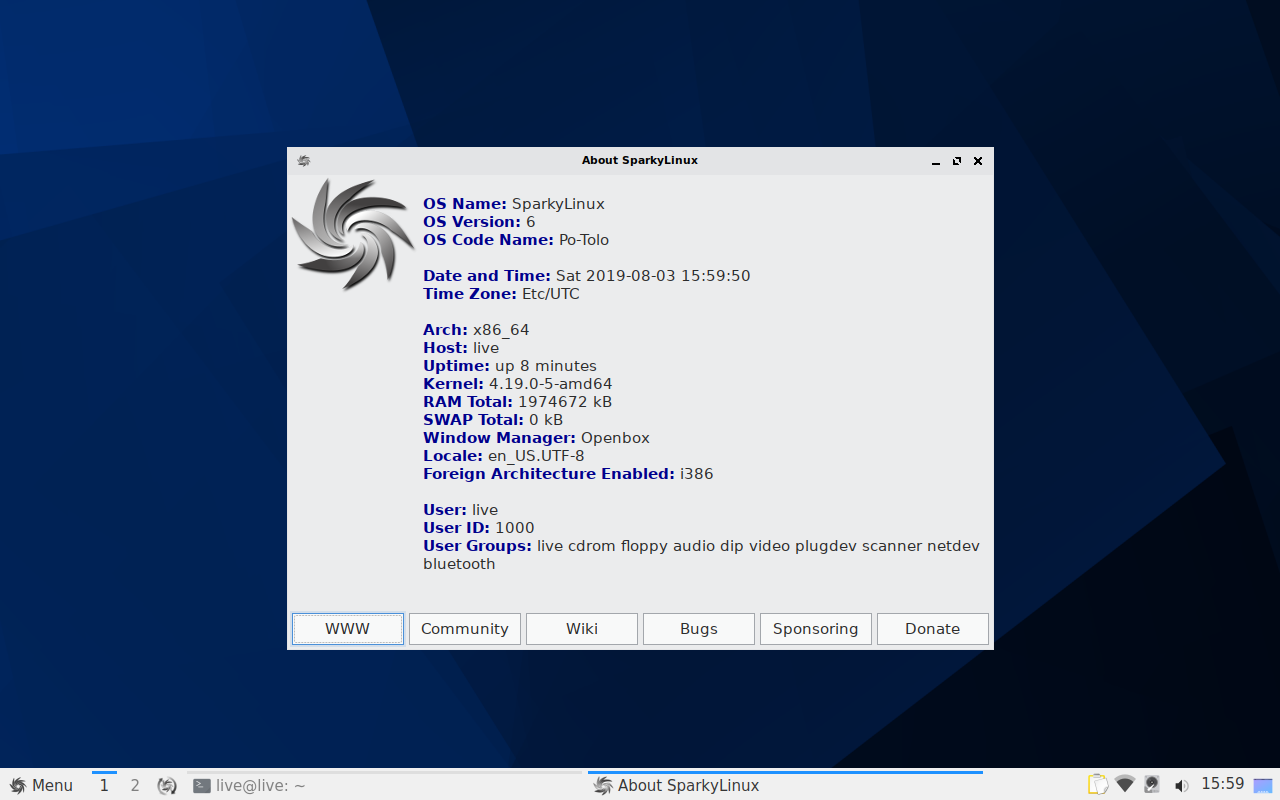 About SparkyLinux
OS Name: SparkyLinux
OS Version: 6
OS Code Name: Po-Tolo
Date and Time: Sat 2019-08-03 15:59:50
Time Zone: Etc/UTC
Arch: x86_64
Host: live
Uptime: up 8 minutes
Kernel: 4.19.0-5-amd64
RAM Total: 1974672 kB
SWAP Total: 0 kB
Window Manager: Openbox
Locale: en_US.UTF-8
Foreign Architecture Enabled: i386
User: live
User ID: 1000
User Groups: live cdrom floppy audio dip video plugdev scanner netdev
bluetooth
WWW Community Wiki Bugs Sponsoring Donate
Menu 1 2 live@live: ~ About SparkyLinux 15:59